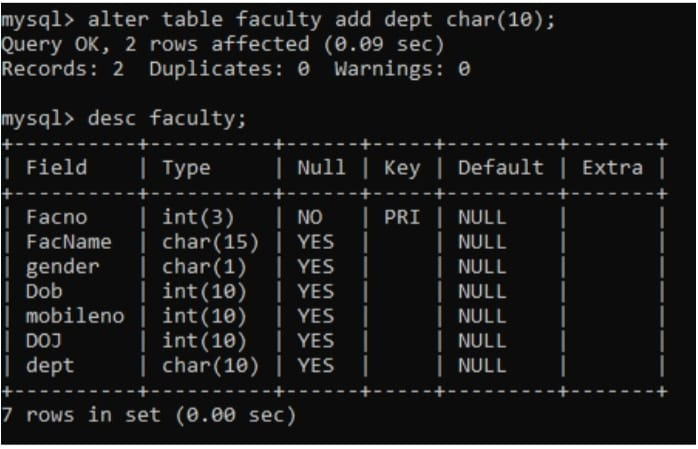 mysql> alter table faculty add dept char(10);
Query OK, 2 rows affected (0.09 sec)
Records: 2  Duplicates: 0  Warnings: 0

mysql> desc faculty;
+----------+----------+------+-----+---------+-------+
| Field    | Type     | Null | Key | Default | Extra |
+----------+----------+------+-----+---------+-------+
| Facno    | int(3)   | NO   | PRI | NULL    |       |
| FacName  | char(15) | YES  |     | NULL    |       |
| gender   | char(1)  | YES  |     | NULL    |       |
| Dob      | int(10)  | YES  |     | NULL    |       |
| mobileno | int(10)  | YES  |     | NULL    |       |
| DOJ      | int(10)  | YES  |     | NULL    |       |
| dept     | char(10) | YES  |     | NULL    |       |
+----------+----------+------+-----+---------+-------+
7 rows in set (0.00 sec)